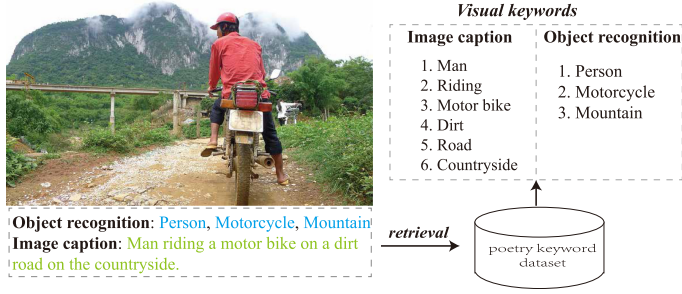 Visual keywords
Image caption
1. Man
2. Riding
3. Motor bike
4. Dirt
5. Road
6. Countryside
Object recognition
1. Person
2. Motorcycle
3. Mountain
Object recognition: Person, Motorcycle, Mountain
Image caption: Man riding a motor bike on a dirt
road on the countryside.
retrieval
poetry keyword
dataset